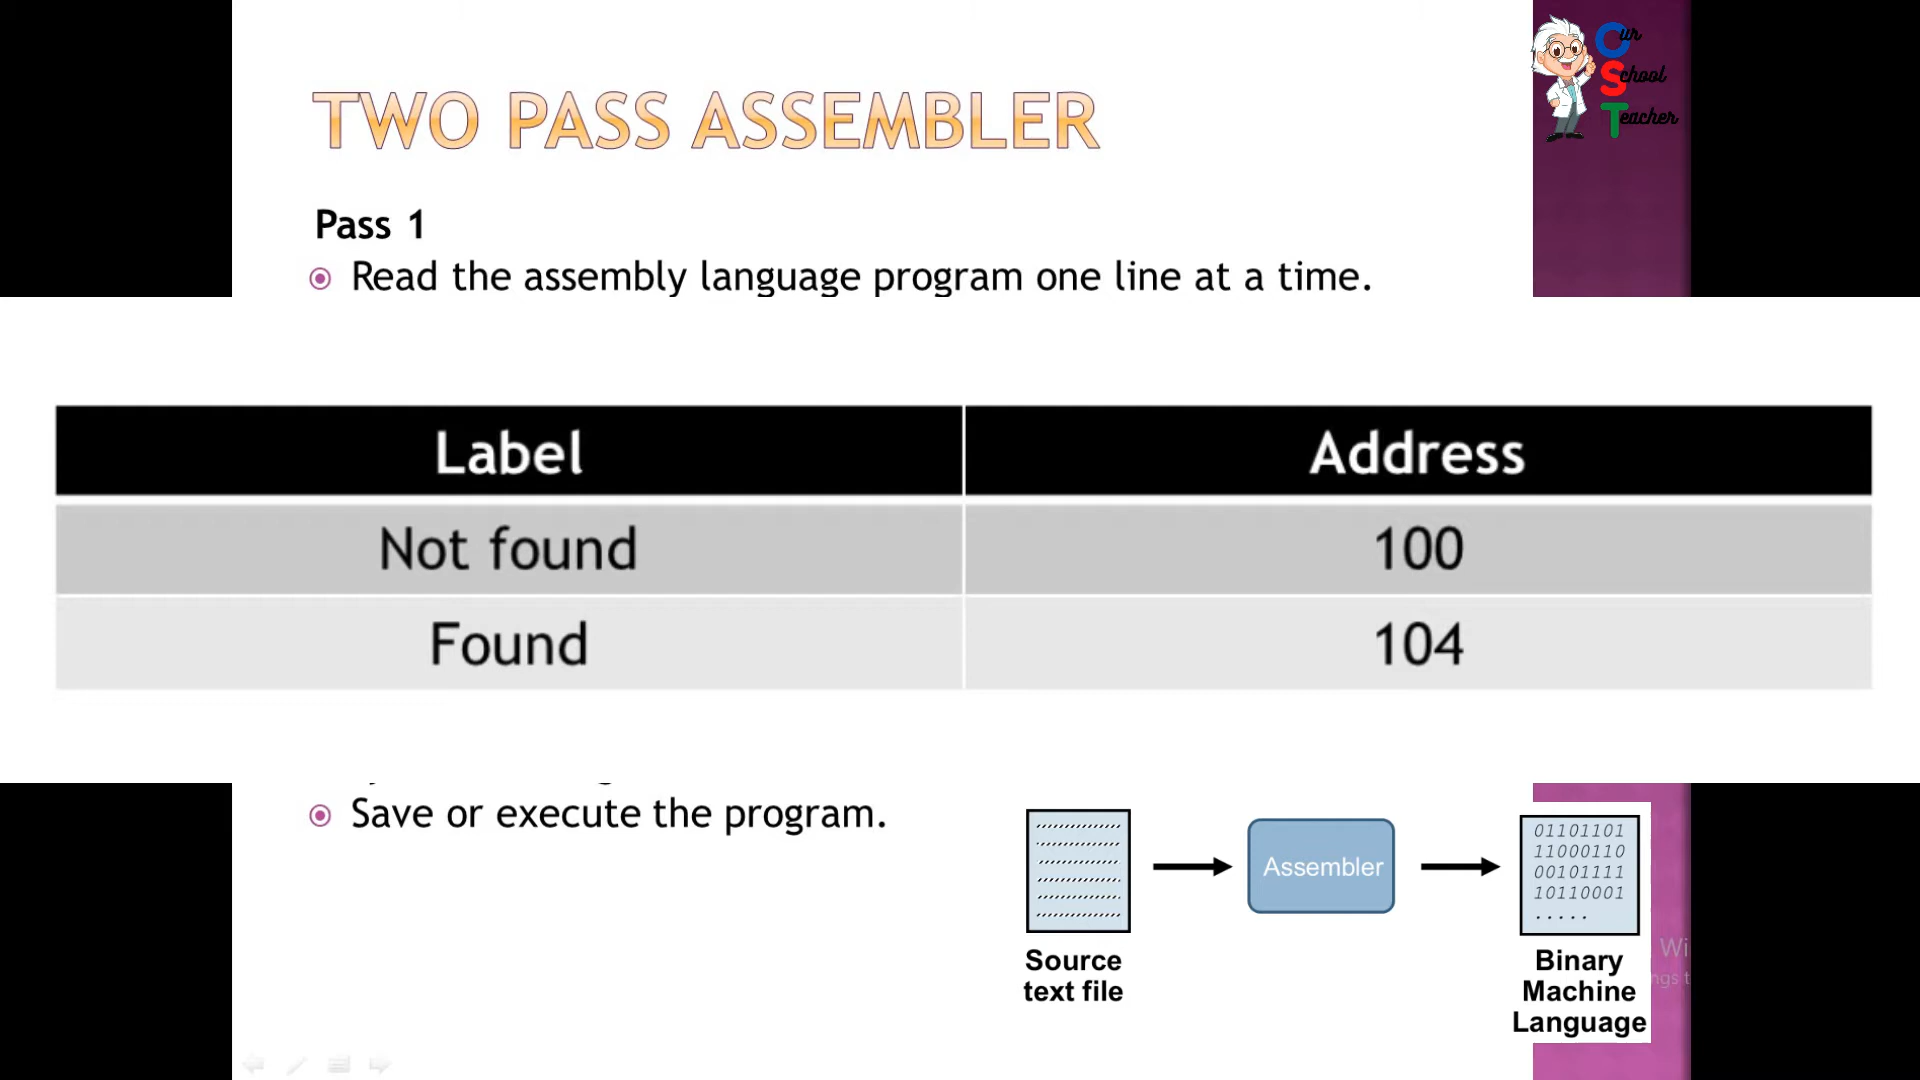 Our
School
Teacher
TWO PASS ASSEMBLER
Pass 1
Read the assembly language program one line at a time.
Label Address
Not found 100
Found 104
Save or execute the program.
Assembler
01101101
11000110
00101111
10110001
.....
Source
text file
Binary
Machine
Language